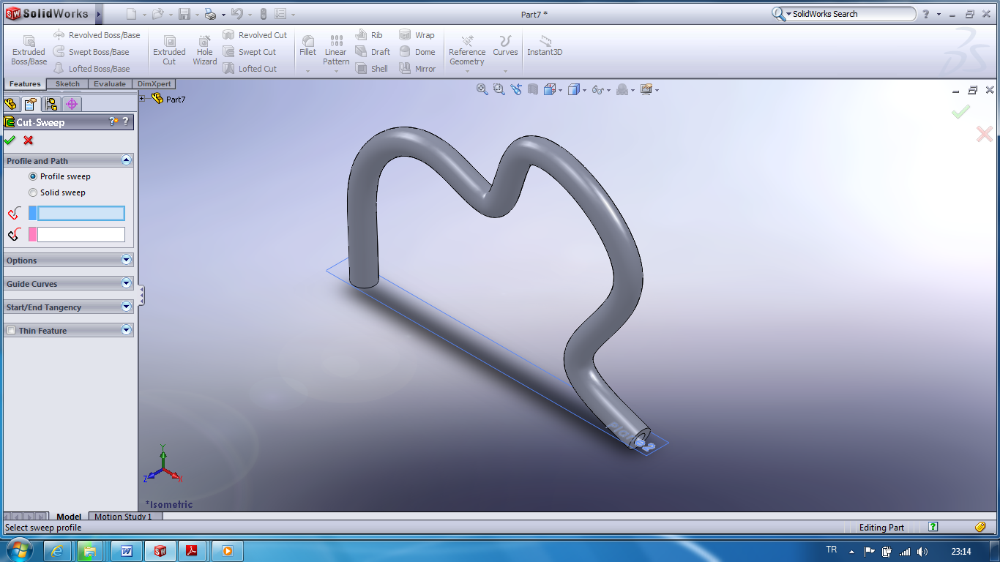 SolidWorks
Part7 *
SolidWorks Search
Extruded Boss/Base
Revolved Boss/Base
Swept Boss/Base
Lofted Boss/Base
Extruded Cut
Hole Wizard
Revolved Cut
Swept Cut
Lofted Cut
Fillet
Linear Pattern
Rib
Draft
Shell
Wrap
Dome
Mirror
Reference Geometry
Curves
Instant3D
Features
Sketch
Evaluate
DimXpert
Part7
Cut-Sweep
Profile and Path
Profile sweep
Solid sweep
Options
Guide Curves
Start/End Tangency
Thin Feature
Y
Z
X
*Isometric
Model
Motion Study 1
Select sweep profile
Editing Part
TR
23:14